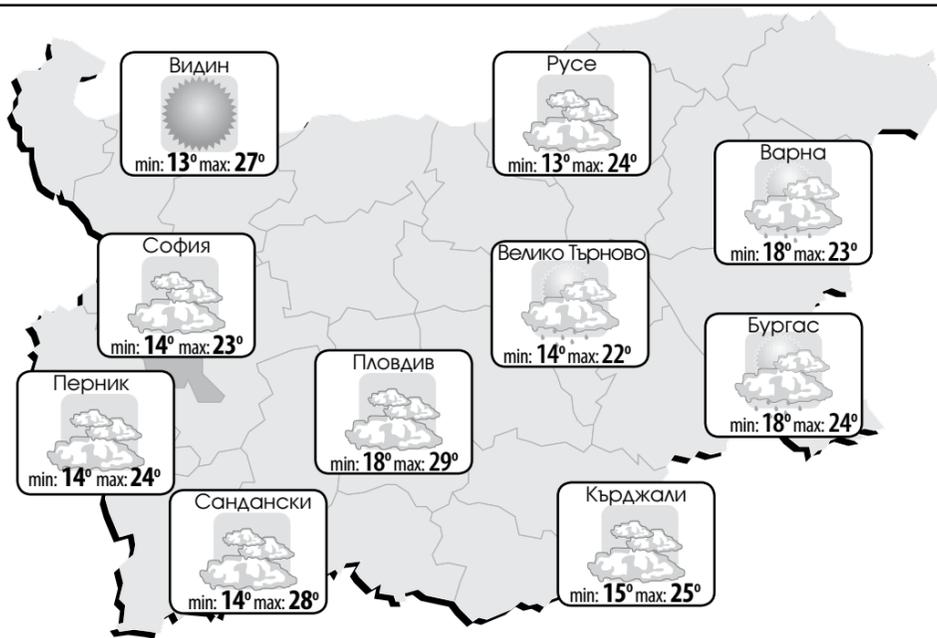 Видин
min: 13° max: 27°
Русе
min: 13° max: 24°
Варна
min: 18° max: 23°
София
min: 14° max: 23°
Велико Търново
min: 14° max: 22°
Бургас
min: 18° max: 24°
Пловдив
min: 18° max: 29°
Перник
min: 14° max: 24°
Сандански
min: 14° max: 28°
Кърджали
min: 15° max: 25°